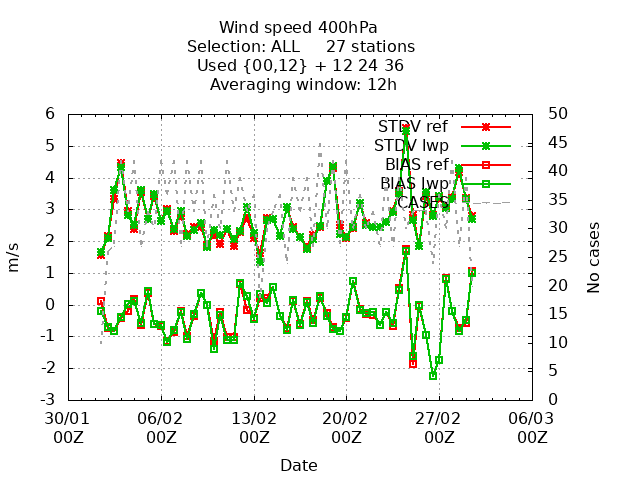 Wind speed 400hPa
Selection: ALL     27 stations
Used {00,12} + 12 24 36
Averaging window: 12h
STDV ref
STDV lwp
BIAS ref
BIAS lwp
CASES
6
5
4
3
2
1
0
-1
-2
-3
m/s
50
45
40
35
30
25
20
15
10
5
0
No cases
30/01 06/02 13/02 20/02 27/02 06/03
00Z 00Z 00Z 00Z 00Z 00Z
Date